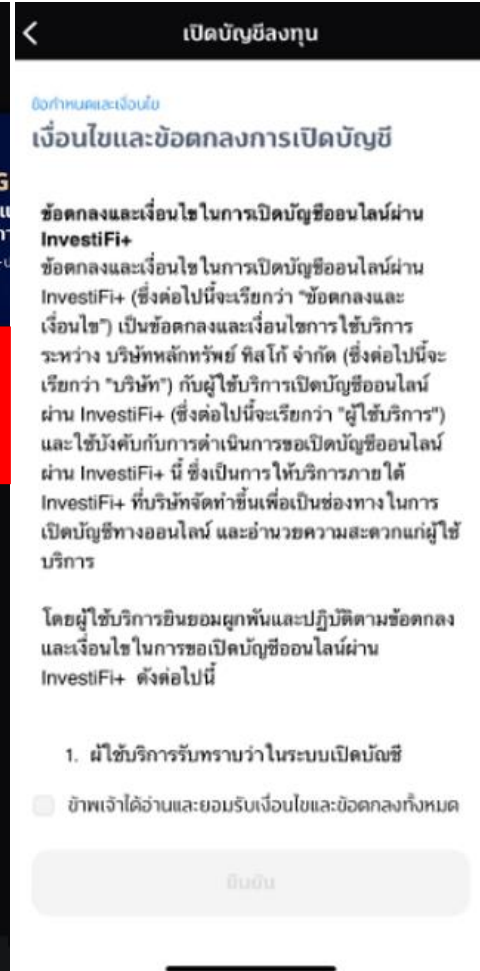 เปิดบัญชีลงทุน
ข้อกำหนดและเงื่อนไข
เงื่อนไขและข้อตกลงการเปิดบัญชี
ข้อตกลงและเงื่อนไขในการเปิดบัญชีออนไลน์ผ่าน
InvestiFi+
ข้อตกลงและเงื่อนไขในการเปิดบัญชีออนไลน์ผ่าน
InvestiFi+ (ซึ่งต่อไปนี้จะเรียกว่า "ข้อตกลงและ
เงื่อนไข") เป็นข้อตกลงและเงื่อนไขการใช้บริการ
ระหว่าง บริษัทหลักทรัพย์ ทิสโก้ จำกัด (ซึ่งต่อไปนี้จะ
เรียกว่า "บริษัท") กับผู้ใช้บริการเปิดบัญชีออนไลน์
ผ่าน InvestiFi+ (ซึ่งต่อไปนี้จะเรียกว่า "ผู้ใช้บริการ")
และใช้บังคับกับการดำเนินการขอเปิดบัญชีออนไลน์
ผ่าน InvestiFi+ นี้ ซึ่งเป็นการให้บริการภายใต้
InvestiFi+ ที่บริษัทจัดทำขึ้นเพื่อเป็นช่องทางในการ
เปิดบัญชีทางออนไลน์ และอำนวยความสะดวกแก่ผู้ใช้
บริการ
โดยผู้ใช้บริการยินยอมผูกพันและปฏิบัติตามข้อตกลง
และเงื่อนไขในการขอเปิดบัญชีออนไลน์ผ่าน
InvestiFi+ ดังต่อไปนี้
1. ผู้ใช้บริการรับทราบว่าในระบบเปิดบัญชี
ข้าพเจ้าได้อ่านและยอมรับเงื่อนไขและข้อตกลงทั้งหมด
ยืนยัน